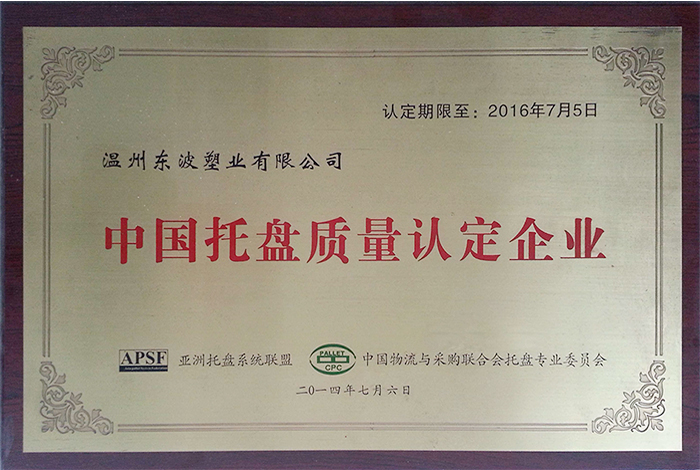 认定期限至：2016年7月5日
温州东波塑业有限公司
中国托盘质量认定企业
APSF 亚洲托盘系统联盟 PALLET CPC 中国物流与采购联合会托盘专业委员会
二0一四年七月六日